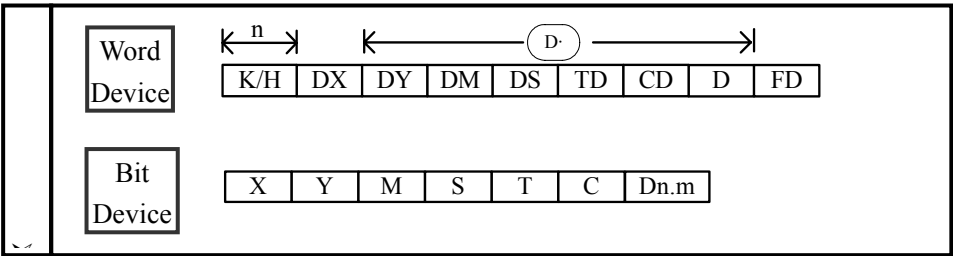 n
D·
Word
Device
K/H DX DY DM DS TD CD D FD
Bit
Device
X Y M S T C Dn.m